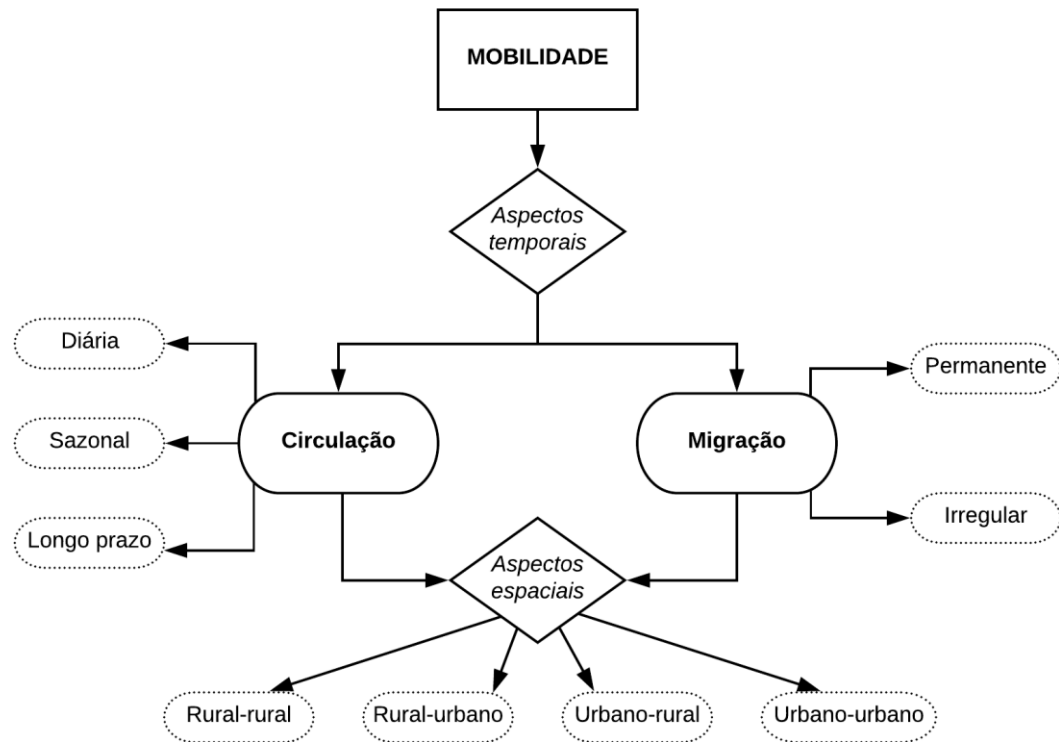 MOBILIDADE
Aspectos
temporais
Diária
Permanente
Sazonal
Circulação
Migração
Longo prazo
Irregular
Aspectos
espaciais
Rural-rural
Rural-urbano
Urbano-rural
Urbano-urbano